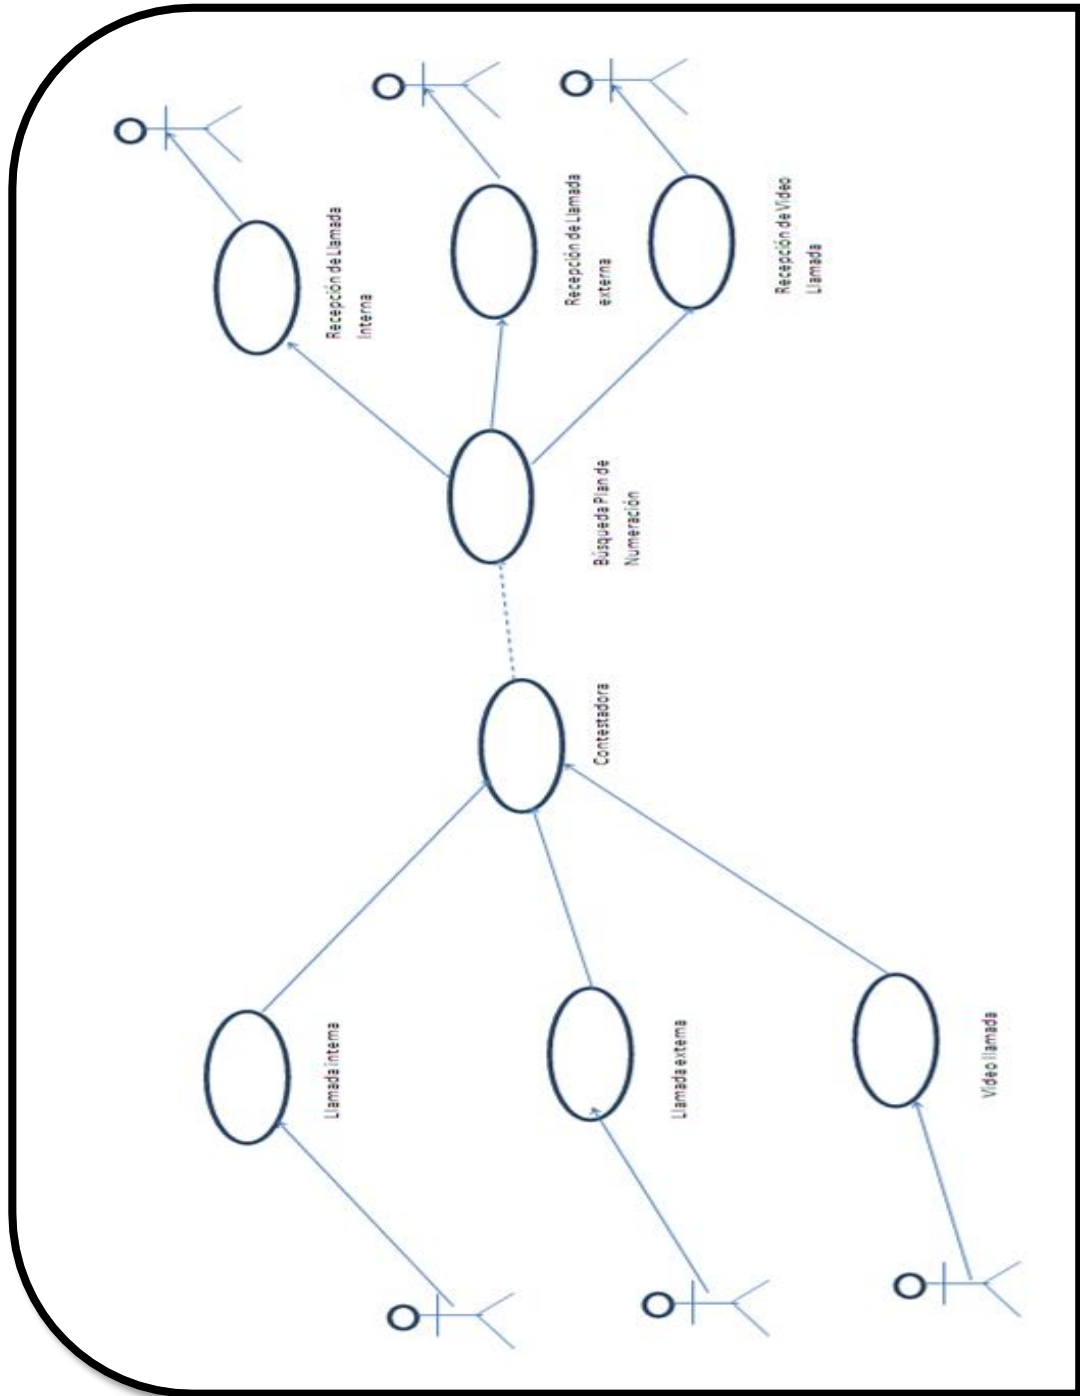 Llamada interna
Llamada externa
Video llamada
Contestadora
Búsqueda Plan de
Numeración
Recepción de Llamada
Interna
Recepción de Llamada
externa
Recepción de Video
Llamada